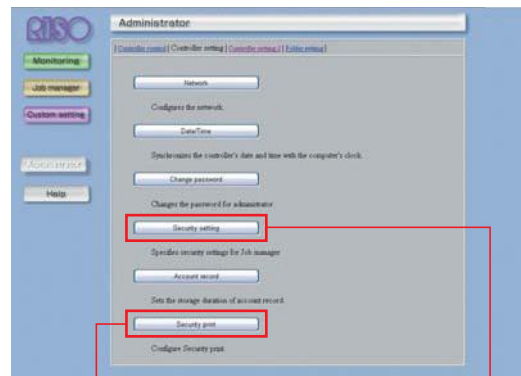 RISO
Administrator
[Controller control | Controller setting | Controller setting 2 | Folder setting]
Monitoring
Job manager
Custom setting
Administrator
Help
Network
Configures the network.
Date/Time
Synchronizes the controller's date and time with the computer's clock.
Change password
Changes the password for administrator
Security setting
Specifies security settings for Job manager
Account record
Sets the storage duration of account record.
Security print
Configure Security print